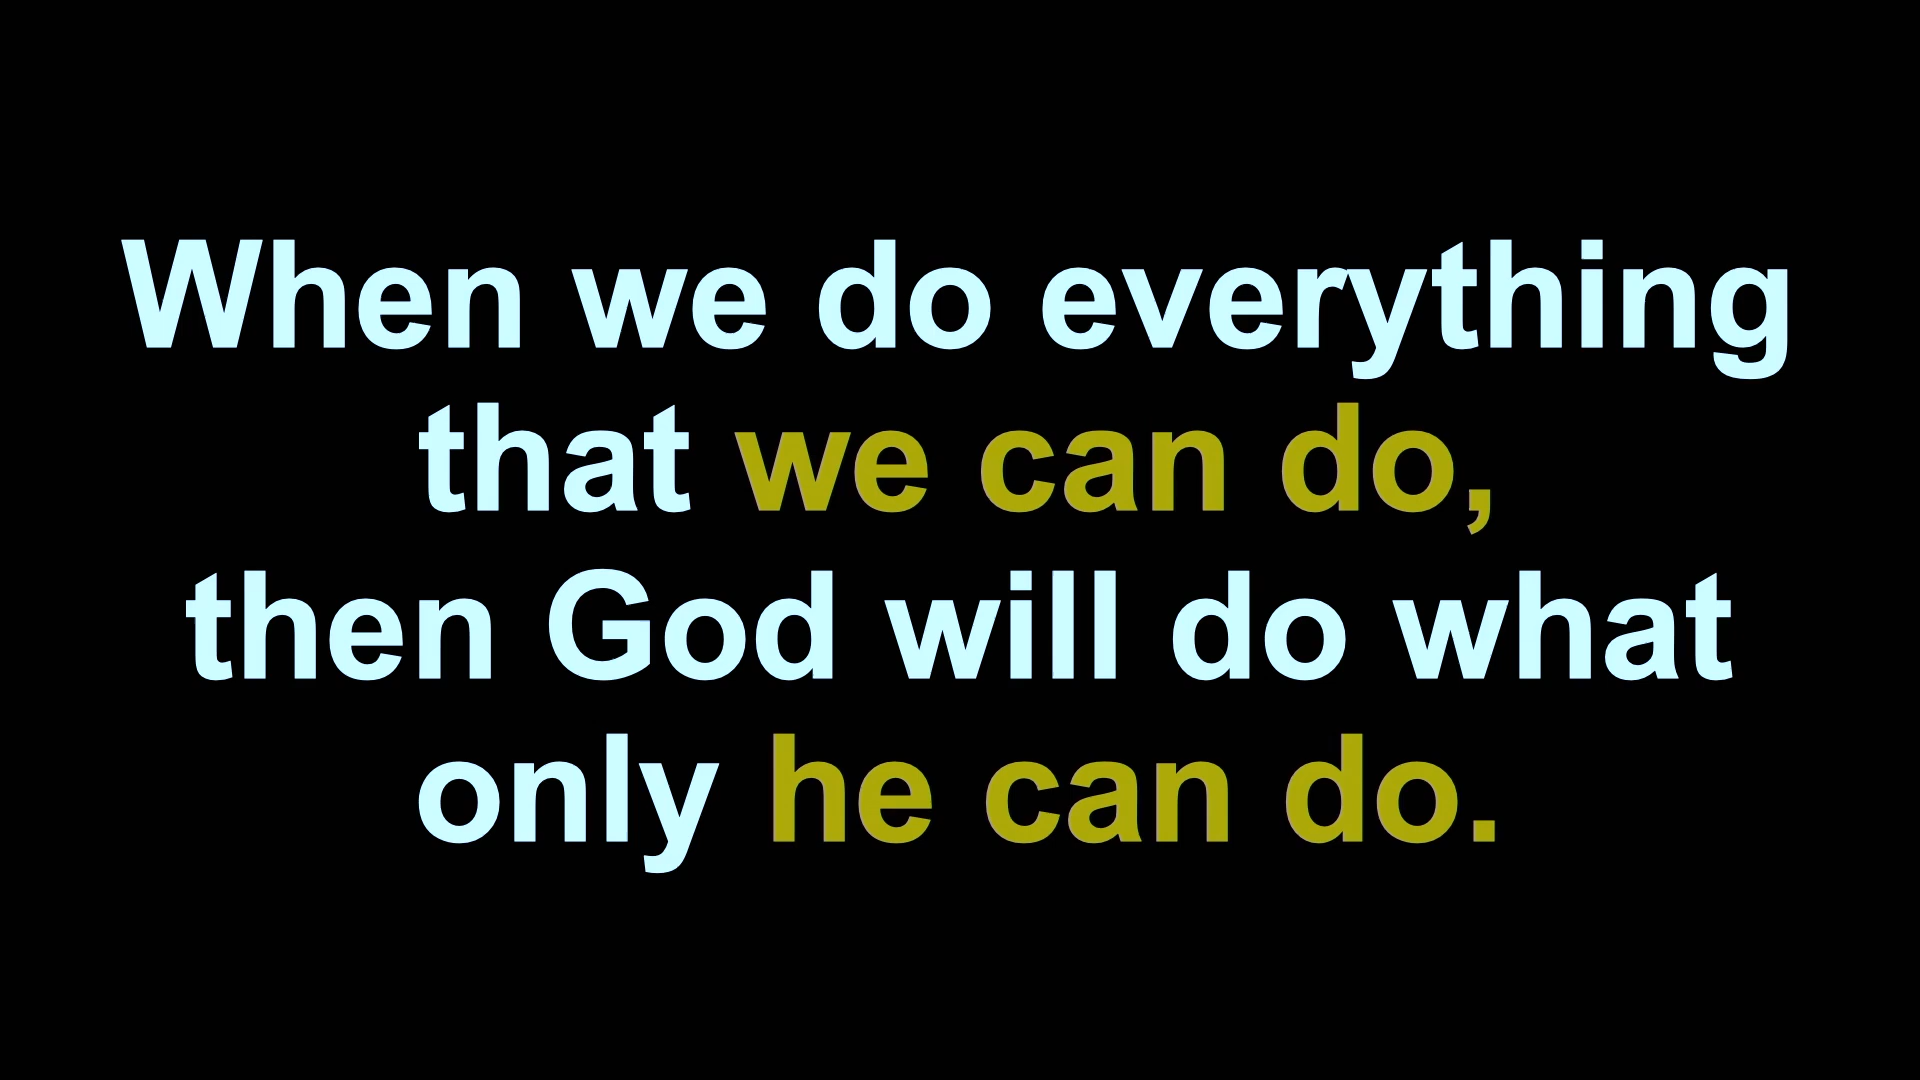 When we do everything
that we can do,
then God will do what
only he can do.